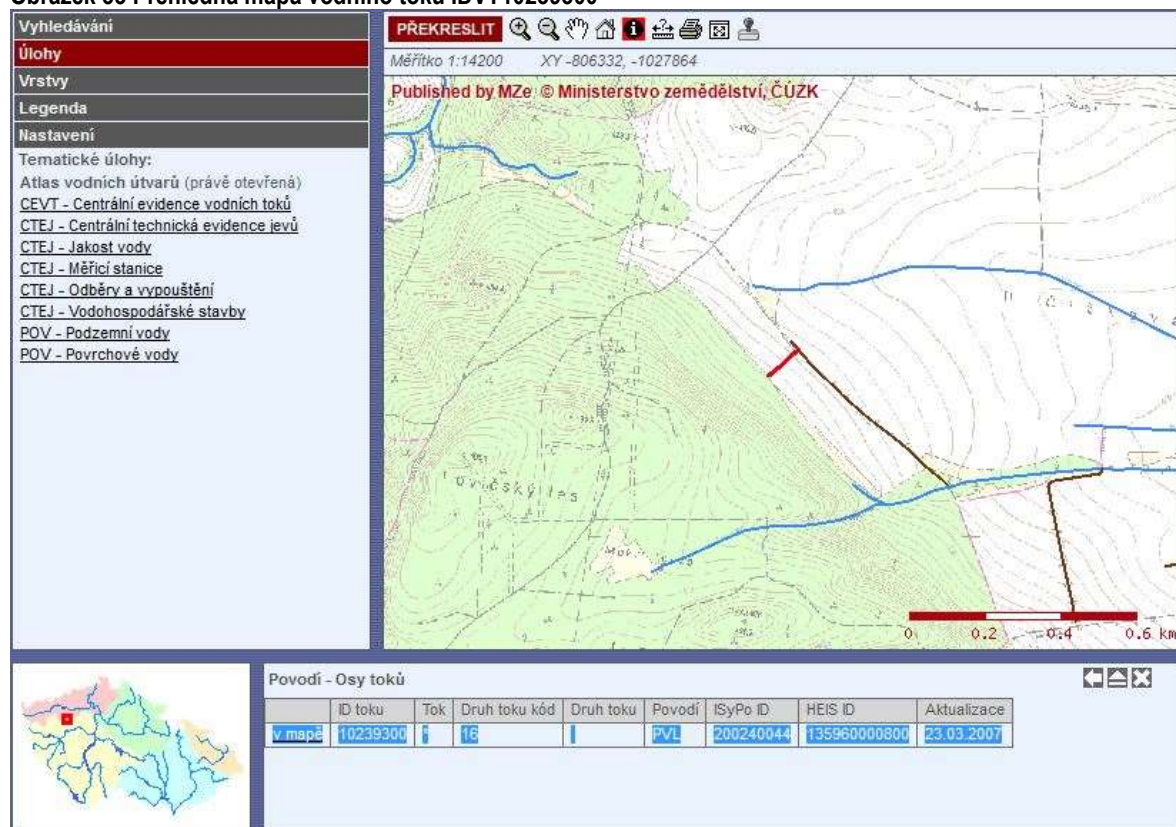 Vyhledávání
Úlohy
Vrstvy
Legenda
Nastavení
Tematické úlohy:
Atlas vodních útvarů (právě otevřená)
CEVT - Centrální evidence vodních toků
CTEJ - Centrální technická evidence jevů
CTEJ - Jakost vody
CTEJ - Měřicí stanice
CTEJ - Odběry a vypouštění
CTEJ - Vodohospodářské stavby
POV - Podzemní vody
POV - Povrchové vody
PŘEKRESLIT
Měřítko 1:14200 XY -806332, -1027864
Published by MZe © Ministerstvo zemědělství, ČÚZK
0 0.2 0.4 0.6 km
Povodí - Osy toků
ID toku Tok Druh toku kód Druh toku Povodí ISyPo ID HEIS ID Aktualizace
v mapě 10239300 * 16 PVL 200240044 135960000800 23.03.2007